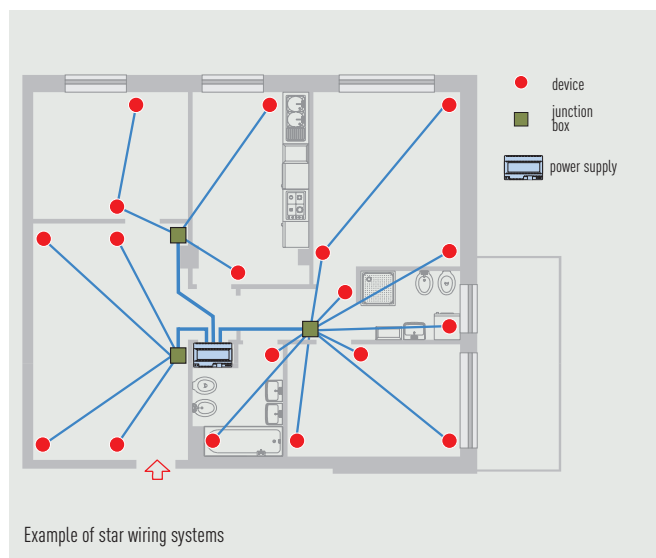 device
junction
box
power supply
Example of star wiring systems